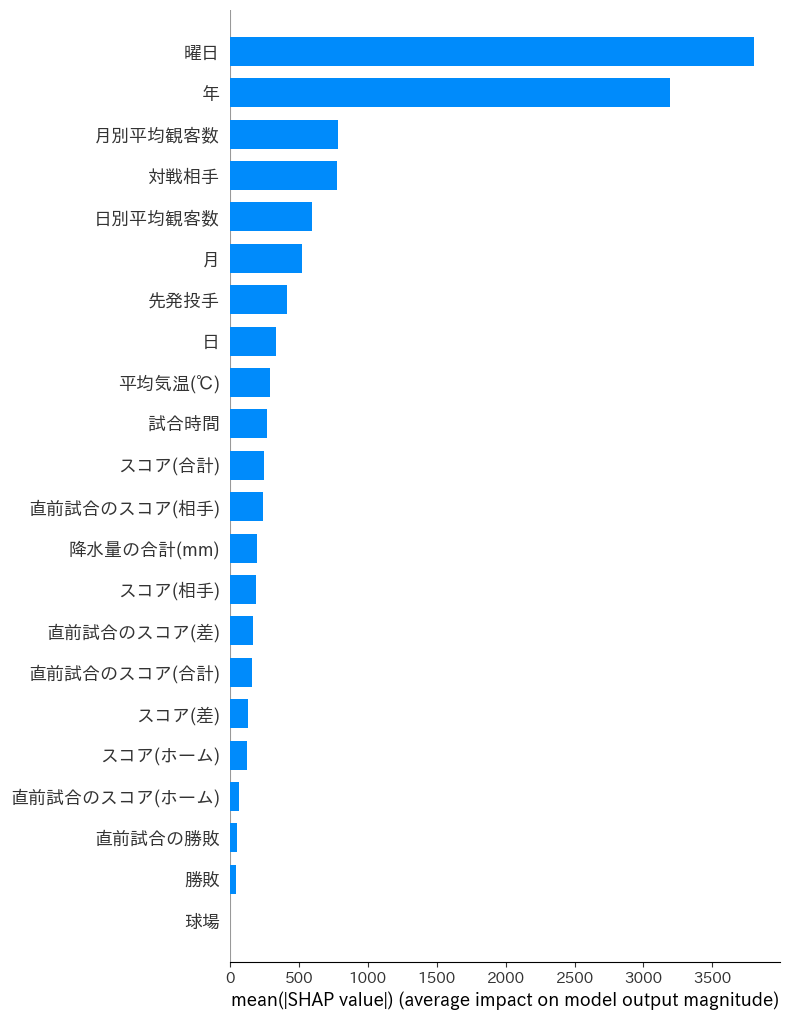 曜日
年
月別平均観客数
対戦相手
日別平均観客数
月
先発投手
日
平均気温(℃)
試合時間
スコア(合計)
直前試合のスコア(相手)
降水量の合計(mm)
スコア(相手)
直前試合のスコア(差)
直前試合のスコア(合計)
スコア(差)
スコア(ホーム)
直前試合のスコア(ホーム)
直前試合の勝敗
勝敗
球場
0 500 1000 1500 2000 2500 3000 3500
mean(|SHAP value|) (average impact on model output magnitude)